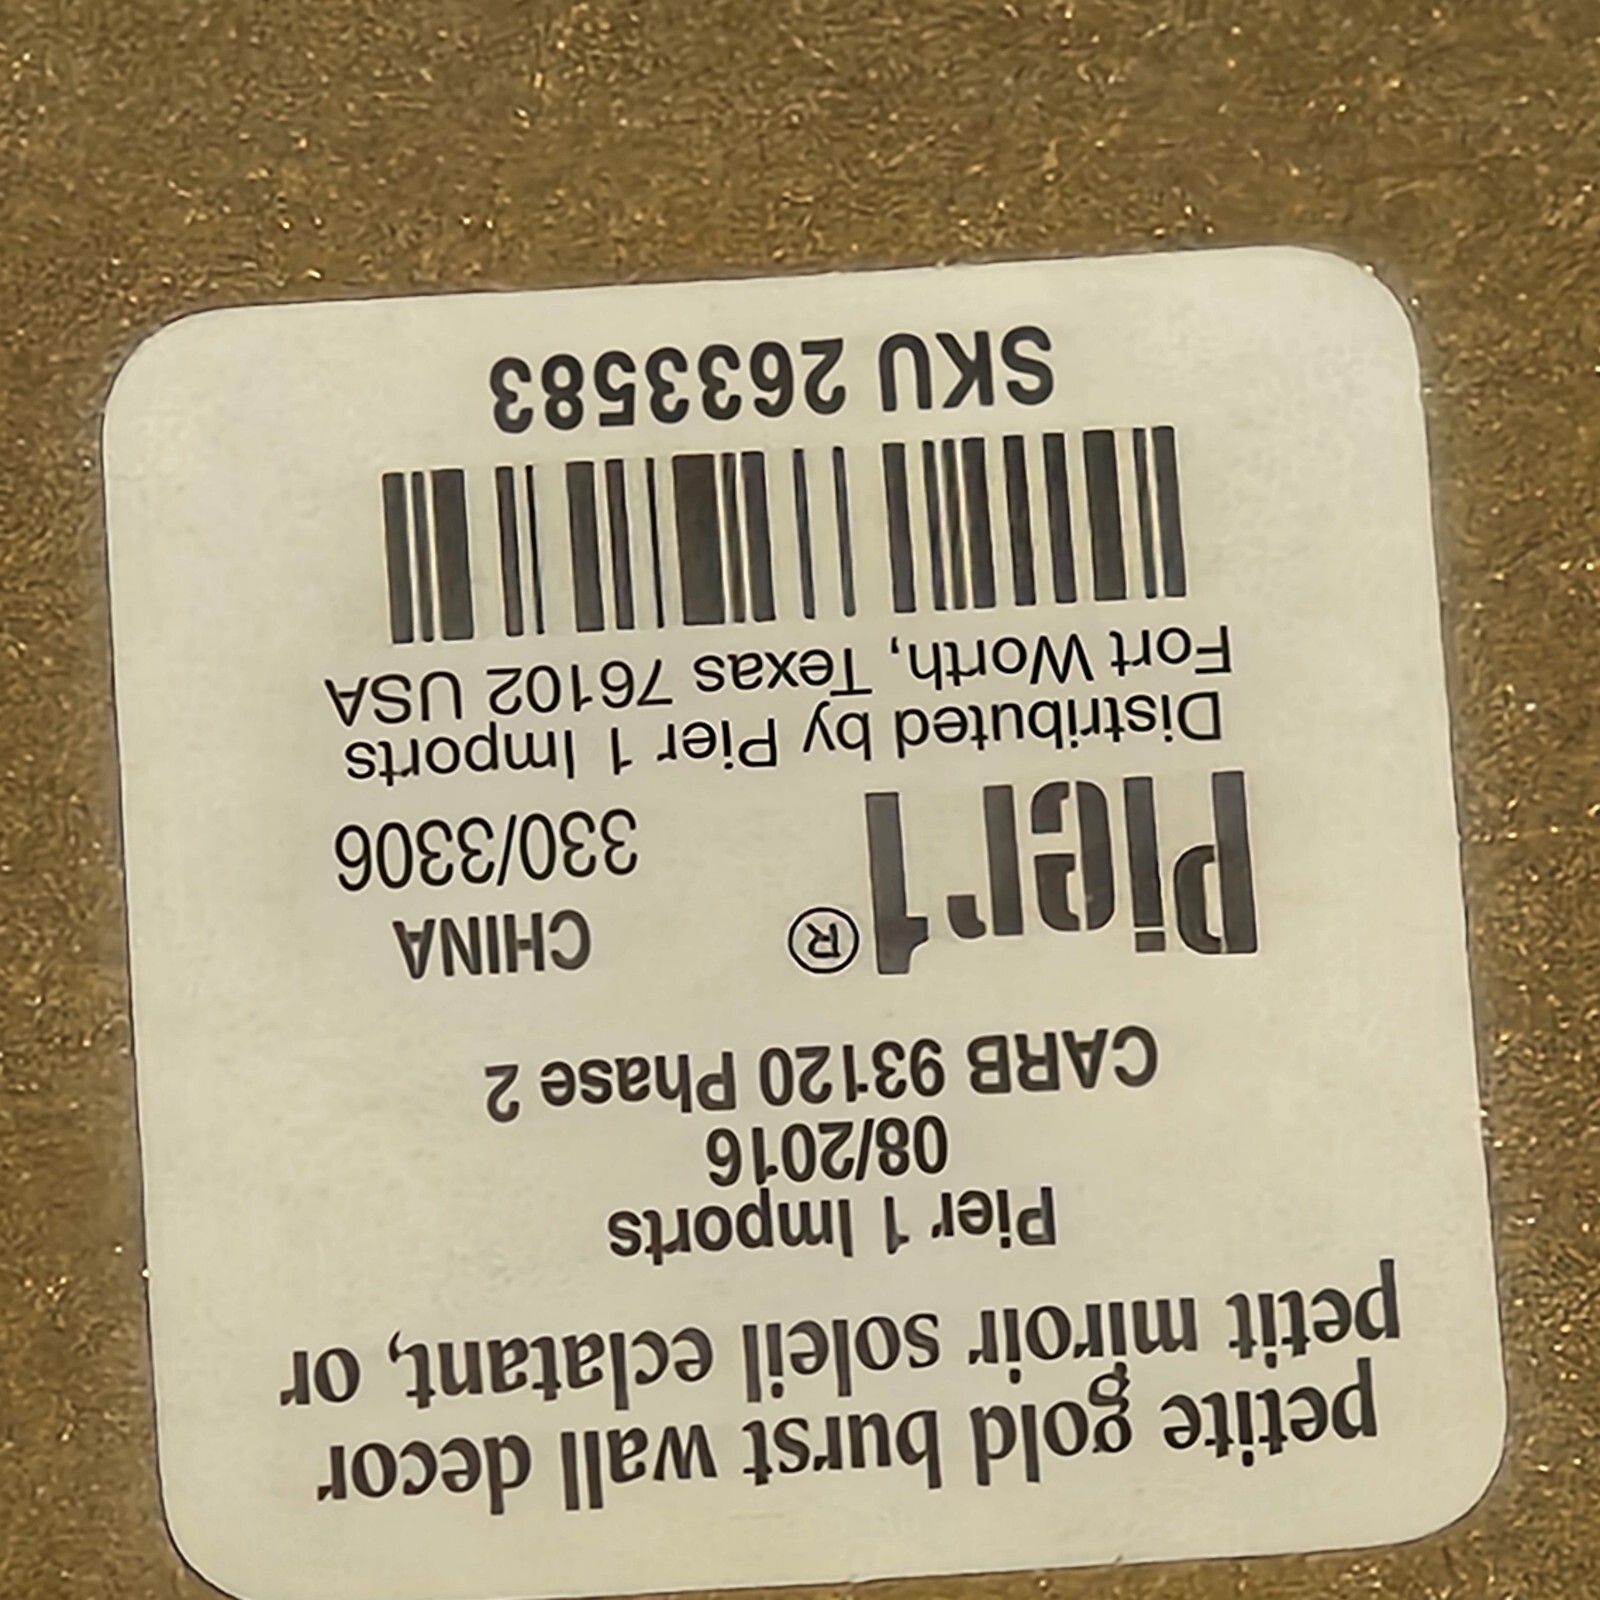 petite gold burst wall decor
petit miroir soleil eclatant, or
Pier 1 Imports
08/2016
CARB 93120 Phase 2
Pier 1® CHINA
330/3306
Distributed by Pier 1 Imports
Fort Worth, Texas 76102 USA
SKU 2633583